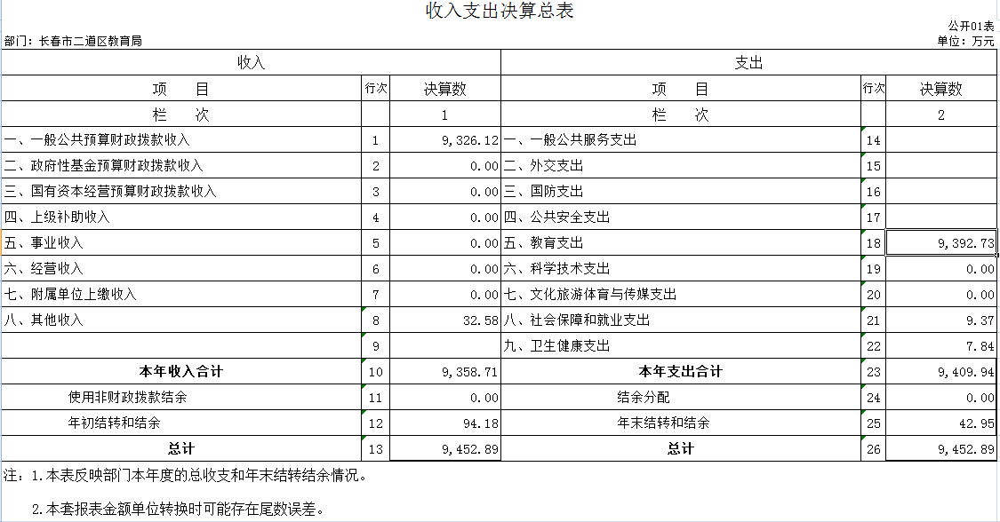 收入支出决算总表
公开01表
部门：长春市二道区教育局 单位：万元
收入 支出
项 目 行次 决算数 项 目 行次 决算数
栏 次 1 栏 次 2
一、一般公共预算财政拨款收入 1 9,326.12 一、一般公共服务支出 14
二、政府性基金预算财政拨款收入 2 0.00 二、外交支出 15
三、国有资本经营预算财政拨款收入 3 0.00 三、国防支出 16
四、上级补助收入 4 0.00 四、公共安全支出 17
五、事业收入 5 0.00 五、教育支出 18 9,392.73
六、经营收入 6 0.00 六、科学技术支出 19 0.00
七、附属单位上缴收入 7 0.00 七、文化旅游体育与传媒支出 20 0.00
八、其他收入 8 32.58 八、社会保障和就业支出 21 9.37
9 九、卫生健康支出 22 7.84
本年收入合计 10 9,358.71 本年支出合计 23 9,409.94
使用非财政拨款结余 11 0.00 结余分配 24 0.00
年初结转和结余 12 94.18 年末结转和结余 25 42.95
总计 13 9,452.89 总计 26 9,452.89
注：1.本表反映部门本年度的总收支和年末结转结余情况。
2.本套报表金额单位转换时可能存在尾数误差。